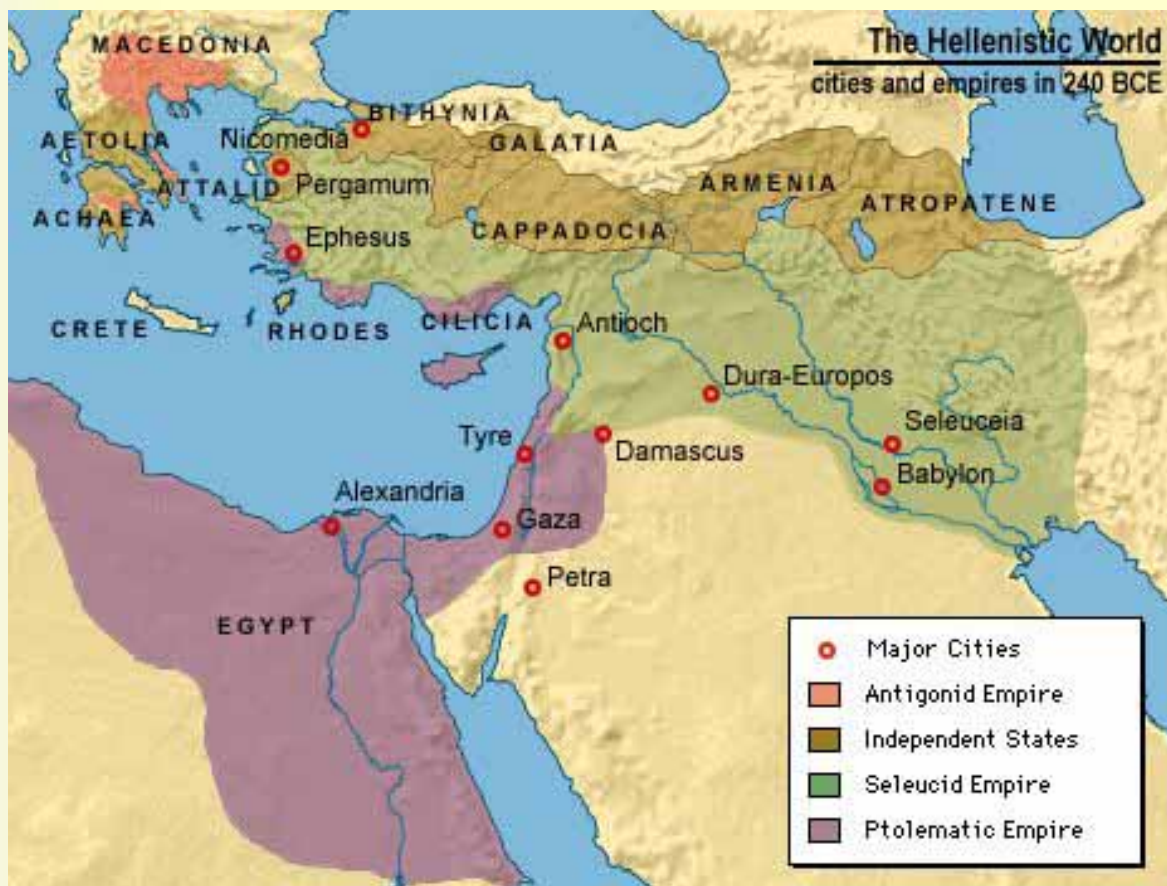 The Hellenistic World
cities and empires in 240 BCE
MACEDONIA
BITHYNIA
AETOLIA
Nicomedia
GALATIA
ATTALID
Pergamum
ARMENIA
ACHAEA
ATROPATENE
Ephesus
CAPPADOCIA
CRETE
RHODES
CILICIA
Antioch
Dura-Europos
Tyre
Damascus
Seleuceia
Babylon
Alexandria
Gaza
Petra
EGYPT
Major Cities
Antigonid Empire
Independent States
Seleucid Empire
Ptolematic Empire